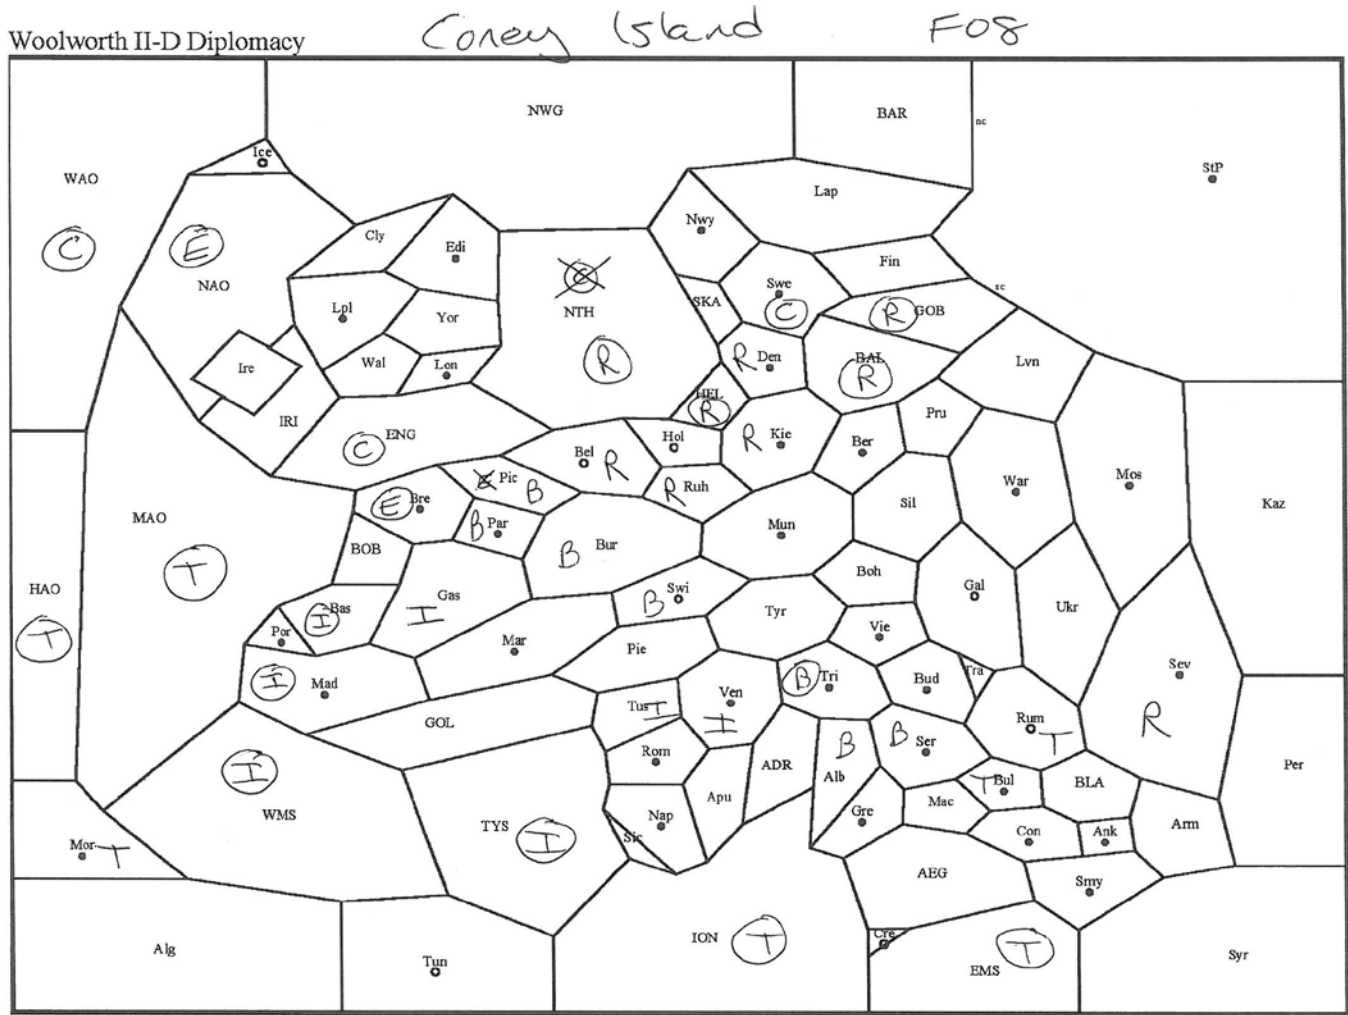 Coney Island F08
Woolworth II-D Diplomacy
NWG BAR
nc
Ice
StP
WAO
Lap
Nwy
Cly Edi
C E
Fin
NAO C Swe sc
SKA
Lpl NTH C R GOB
Yor
Wal Lon R R Den BAL Lvn
Ire R
HEL
R
IRI ENG Hol Pru
C Bel R R Kie Ber
Pic R Ruh War Mos
E Bre B Sil
MAO B Par Mun Kaz
BOB B Bur
T Boh
HAO Gas B Swi Gal Ukr
I Bas I Tyr
T Por Vie
Mar Pie
I Mad B Tri Bud Tra Sev
Ven
Tus I I Rum R
GOL T
B B Ser
I Rom ADR Per
Alb T Bul BLA
Apu Mac
WMS Gre
TYS I Sic Nap Con Ank Arm
Mor T
AEG Smy
Cre
Alg ION T T Syr
Tun EMS